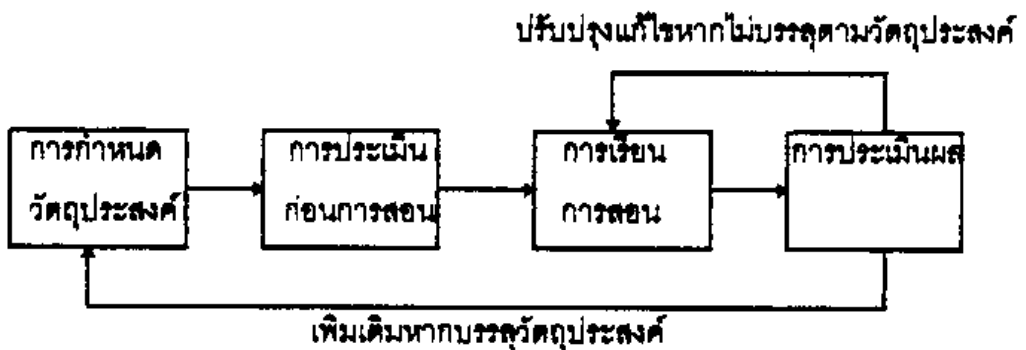 ปรับปรุงแก้ไขหากไม่บรรลุตามวัตถุประสงค์
การกำหนด
วัตถุประสงค์
การประเมิน
ก่อนการสอน
การเรียน
การสอน
การประเมินผล
เพิ่มเติมหากบรรลุวัตถุประสงค์